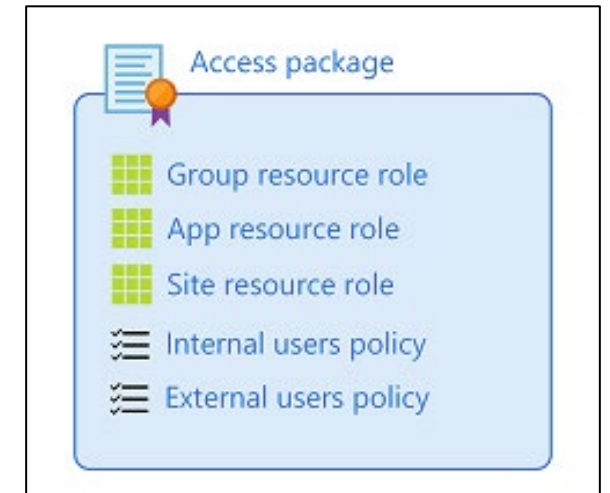 Access package
Group resource role
App resource role
Site resource role
Internal users policy
External users policy